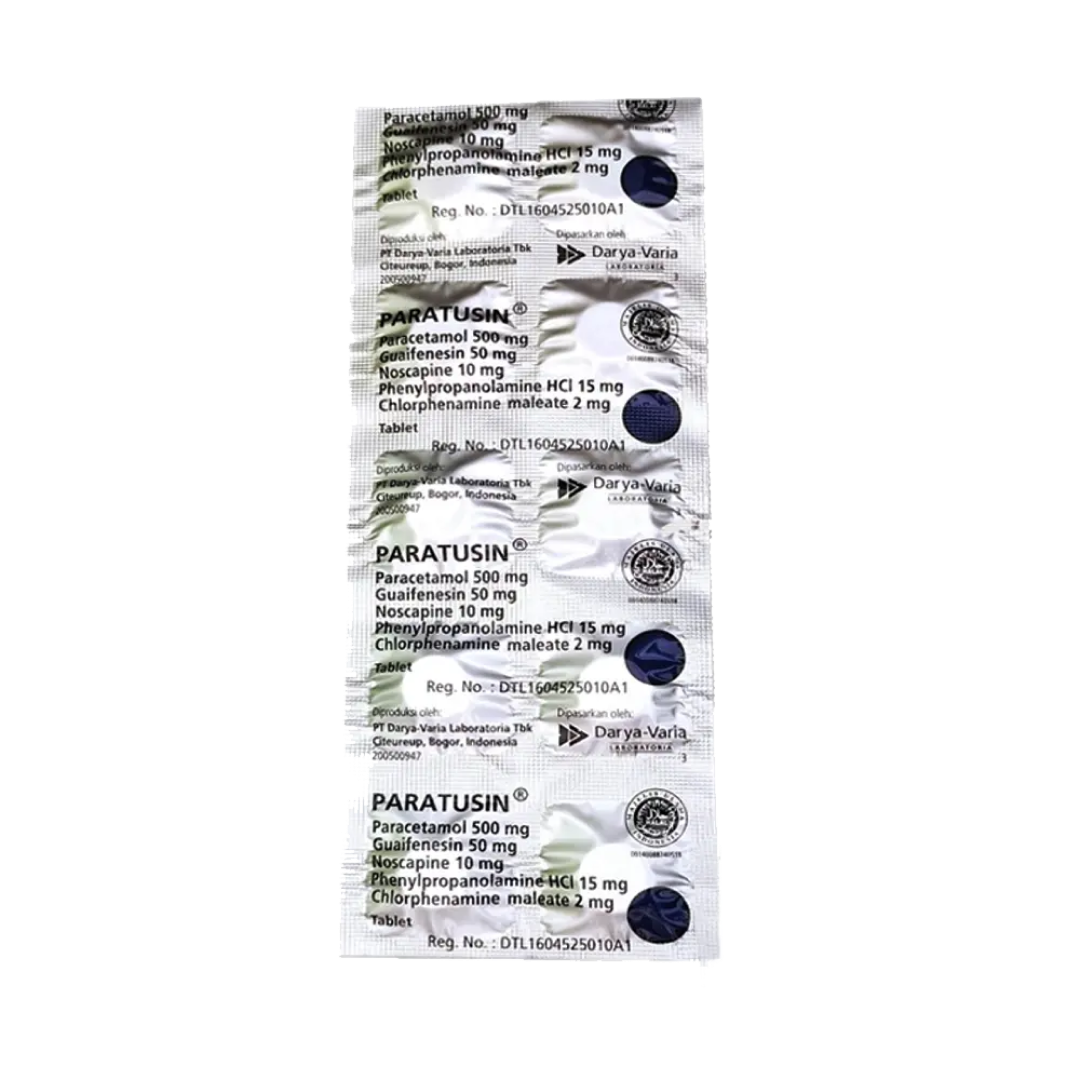 Paracetamol 500 mg
Guaifenesin 50 mg
Noscapine 10 mg
Phenylpropanolamine HCl 15 mg
Chlorphenamine maleate 2 mg
Tablet
Reg. No. : DTL1604525010A1
Diproduksi oleh:
PT Darya-Varia Laboratoria Tbk
Citeureup, Bogor, Indonesia
200500947
Dipasarkan oleh:
Darya-Varia
LABORATORIA
3
PARATUSIN®
Paracetamol 500 mg
Guaifenesin 50 mg
Noscapine 10 mg
Phenylpropanolamine HCl 15 mg
Chlorphenamine maleate 2 mg
Tablet
Reg. No. : DTL1604525010A1
Diproduksi oleh:
PT Darya-Varia Laboratoria Tbk
Citeureup, Bogor, Indonesia
200500947
Dipasarkan oleh:
Darya-Varia
LABORATORIA
PARATUSIN®
Paracetamol 500 mg
Guaifenesin 50 mg
Noscapine 10 mg
Phenylpropanolamine HCl 15 mg
Chlorphenamine maleate 2 mg
Tablet
Reg. No. : DTL1604525010A1
Diproduksi oleh:
PT Darya-Varia Laboratoria Tbk
Citeureup, Bogor, Indonesia
200500947
Dipasarkan oleh:
Darya-Varia
LABORATORIA
3
PARATUSIN®
Paracetamol 500 mg
Guaifenesin 50 mg
Noscapine 10 mg
Phenylpropanolamine HCl 15 mg
Chlorphenamine maleate 2 mg
Tablet
Reg. No. : DTL1604525010A1